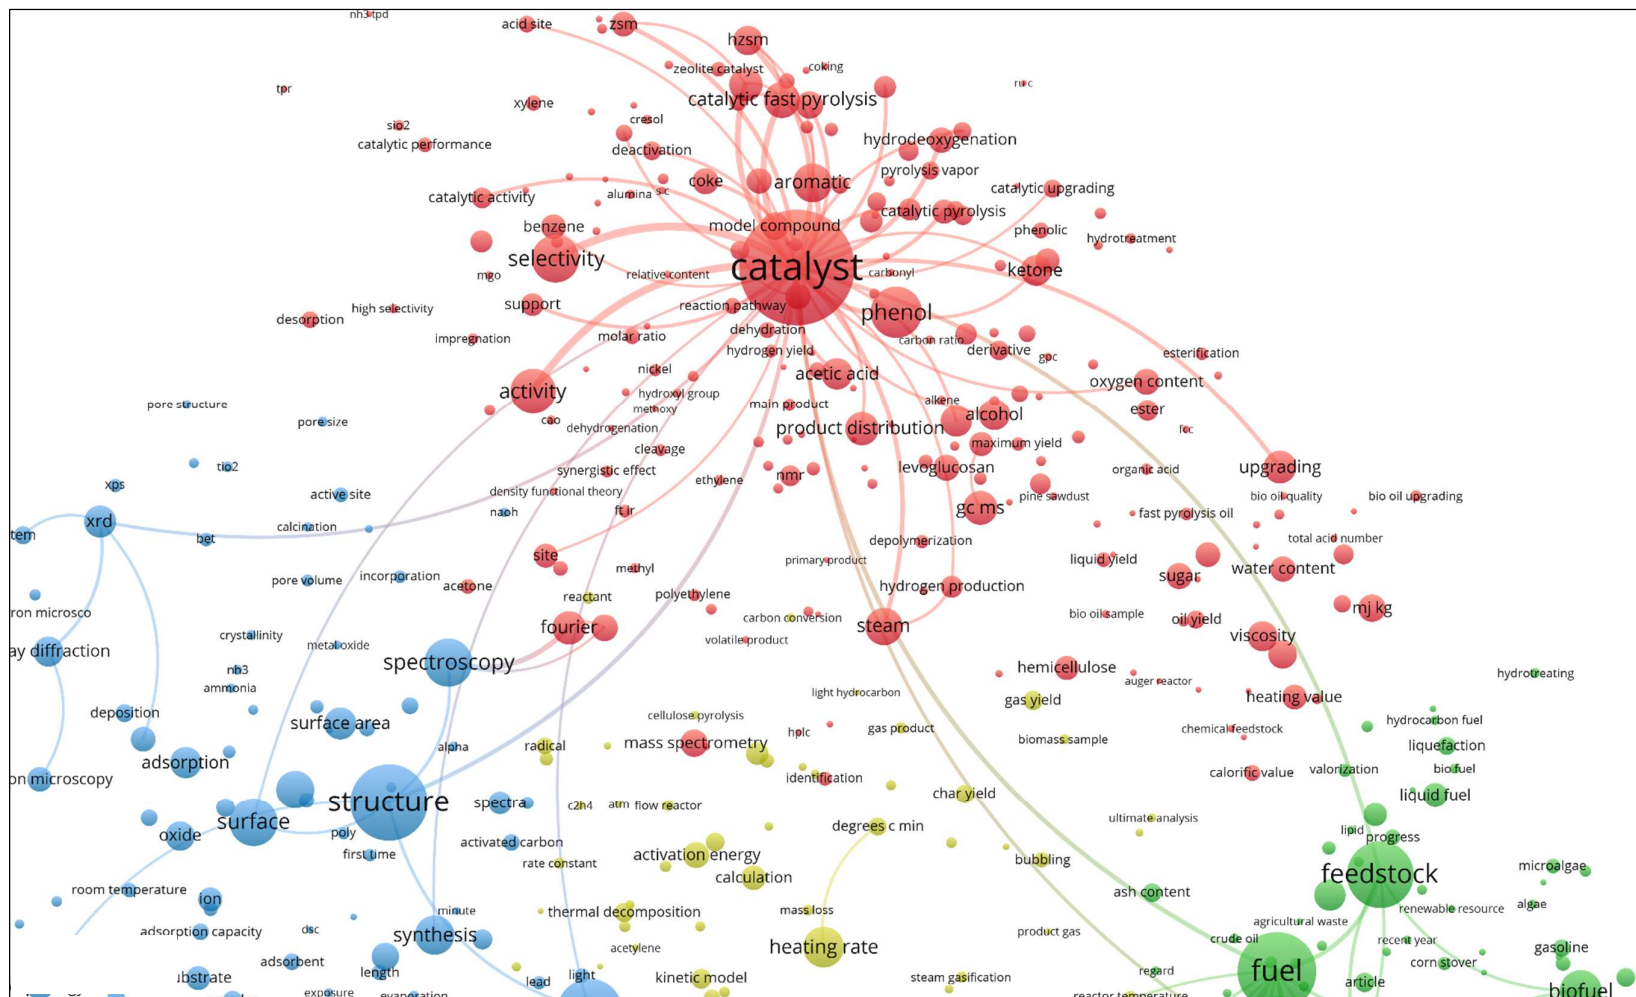 nh3 tpd
acid site
zsm
hzsm
zeolite catalyst
coking
tpr
ru c
xylene
catalytic fast pyrolysis
cresol
sio2
catalytic performance
deactivation
hydrodeoxygenation
pyrolysis vapor
coke
aromatic
catalytic activity
alumina
s c
catalytic upgrading
catalytic pyrolysis
benzene
model compound
phenolic
hydrotreatment
selectivity
catalyst
mgo
relative content
carbonyl
ketone
support
reaction pathway
phenol
high selectivity
desorption
impregnation
molar ratio
dehydration
carbon ratio
hydrogen yield
derivative
gpc
esterification
nickel
acetic acid
oxygen content
activity
hydroxyl group
alkene
pore structure
methoxy
main product
alcohol
ester
pore size
cao
dehydrogenation
product distribution
fcc
cleavage
maximum yield
tio2
synergistic effect
levoglucosan
organic acid
upgrading
xps
active site
density functional theory
ethylene
nmr
pine sawdust
bio oil quality
bio oil upgrading
xrd
calcination
naoh
ft ir
gc ms
fast pyrolysis oil
tem
bet
depolymerization
total acid number
site
primary product
liquid yield
pore volume
incorporation
acetone
methyl
hydrogen production
sugar
water content
reactant
polyethylene
ron microsco
carbon conversion
bio oil sample
oil yield
mj kg
crystallinity
metal oxide
fourier
volatile product
steam
viscosity
ay diffraction
spectroscopy
nh3
hemicellulose
hydrotreating
ammonia
light hydrocarbon
gas yield
auger reactor
heating value
deposition
surface area
cellulose pyrolysis
gas product
chemical feedstock
hydrocarbon fuel
alpha
radical
mass spectrometry
hplc
biomass sample
liquefaction
adsorption
on microscopy
identification
calorific value
valorization
bio fuel
structure
spectra
c2h4
atm
flow reactor
char yield
liquid fuel
oxide
surface
poly
activated carbon
degrees c min
ultimate analysis
lipid
progress
first time
rate constant
activation energy
bubbling
calculation
feedstock
microalgae
room temperature
ion
minute
thermal decomposition
mass loss
ash content
renewable resource
algae
adsorption capacity
dsc
synthesis
acetylene
heating rate
product gas
agricultural waste
crude oil
recent year
gasoline
adsorbent
length
ubstrate
lead
light
kinetic model
steam gasification
regard
fuel
article
corn stover
biofuel
exposure
evaporation
reactor temperature